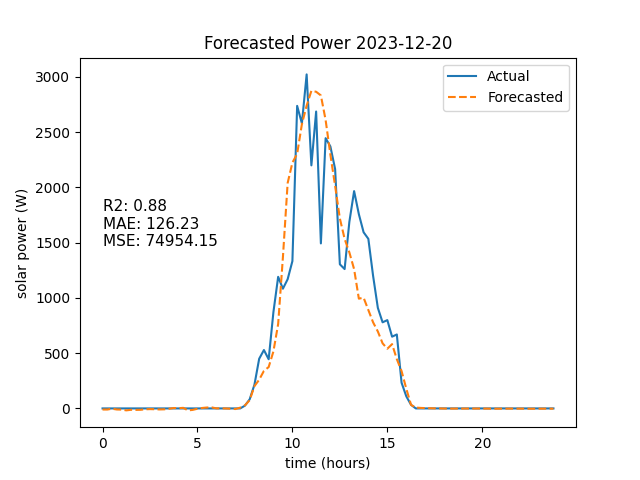 Forecasted Power 2023-12-20
Actual
Forecasted
3000
2500
2000
1500
1000
500
0
solar power (W)
R2: 0.88
MAE: 126.23
MSE: 74954.15
0 5 10 15 20
time (hours)